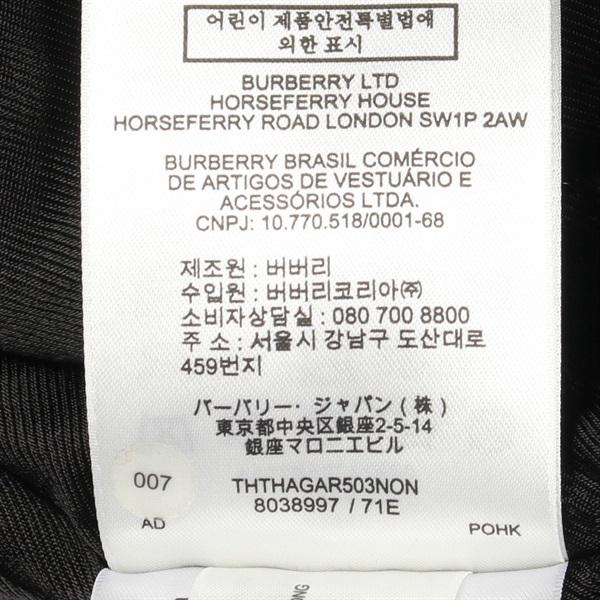 어린이 제품안전특별법에
의한 표시
BURBERRY LTD
HORSEFERRY HOUSE
HORSEFERRY ROAD LONDON SW1P 2AW
BURBERRY BRASIL COMÉRCIO
DE ARTIGOS DE VESTUÁRIO E
ACESSÓRIOS LTDA.
CNPJ: 10.770.518/0001-68
제조원 : 버버리
수입원 : 버버리코리아㈜
소비자상담실 : 080 700 8800
주 소 : 서울시 강남구 도산대로
459번지
バーバリー・ジャパン(株)
東京都中央区銀座2-5-14
銀座マロニエビル
007
THTHAGAR503NON
8038997 / 71E
AD
POHK